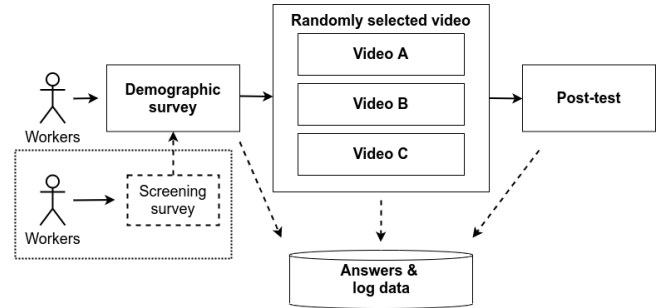 Randomly selected video
Video A
Video B
Video C
Demographic
survey
Post-test
Workers
Screening
survey
Workers
Answers &
log data